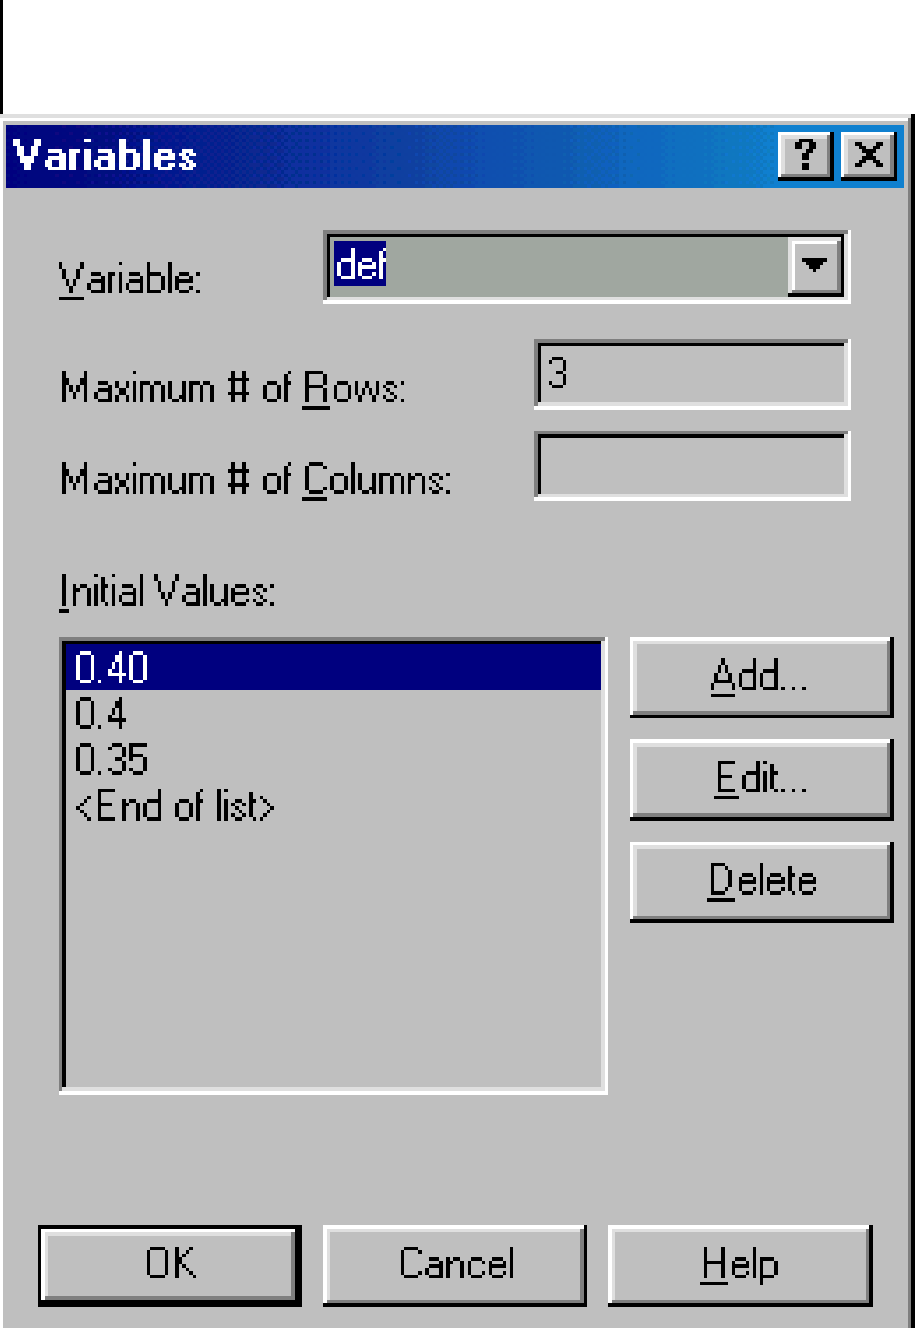 Variables
Variable: def
Maximum # of Rows: 3
Maximum # of Columns:
Initial Values:
0.40
0.4
0.35
<End of list>
Add...
Edit...
Delete
OK Cancel Help